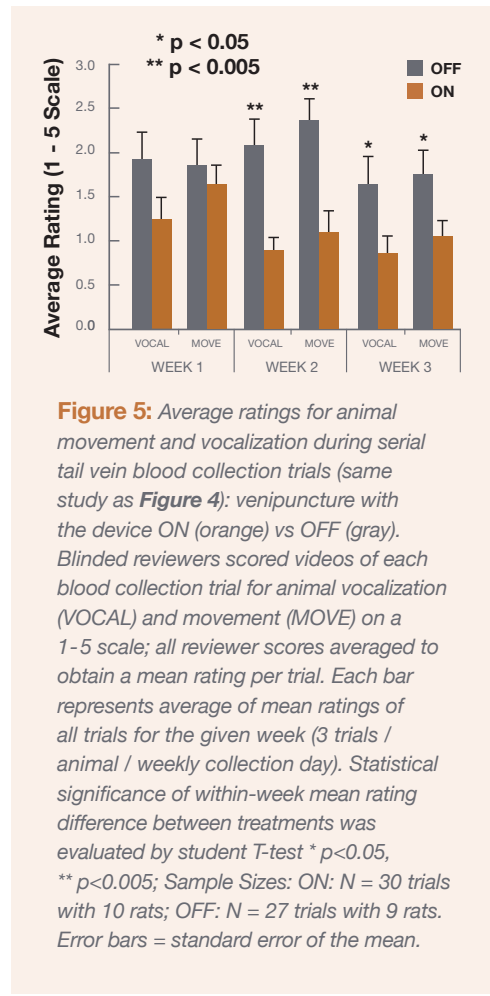 * p < 0.05
** p < 0.005
OFF
ON
Average Rating (1 - 5 Scale)
3.0
2.5
2.0
1.5
1.0
0.5
0.0
**
**
*
*
VOCAL MOVE VOCAL MOVE VOCAL MOVE
WEEK 1 WEEK 2 WEEK 3
Figure 5: Average ratings for animal
movement and vocalization during serial
tail vein blood collection trials (same
study as Figure 4): venipuncture with
the device ON (orange) vs OFF (gray).
Blinded reviewers scored videos of each
blood collection trial for animal vocalization
(VOCAL) and movement (MOVE) on a
1-5 scale; all reviewer scores averaged to
obtain a mean rating per trial. Each bar
represents average of mean ratings of
all trials for the given week (3 trials /
animal / weekly collection day). Statistical
significance of within-week mean rating
difference between treatments was
evaluated by student T-test * p<0.05,
** p<0.005; Sample Sizes: ON: N = 30 trials
with 10 rats; OFF: N = 27 trials with 9 rats.
Error bars = standard error of the mean.